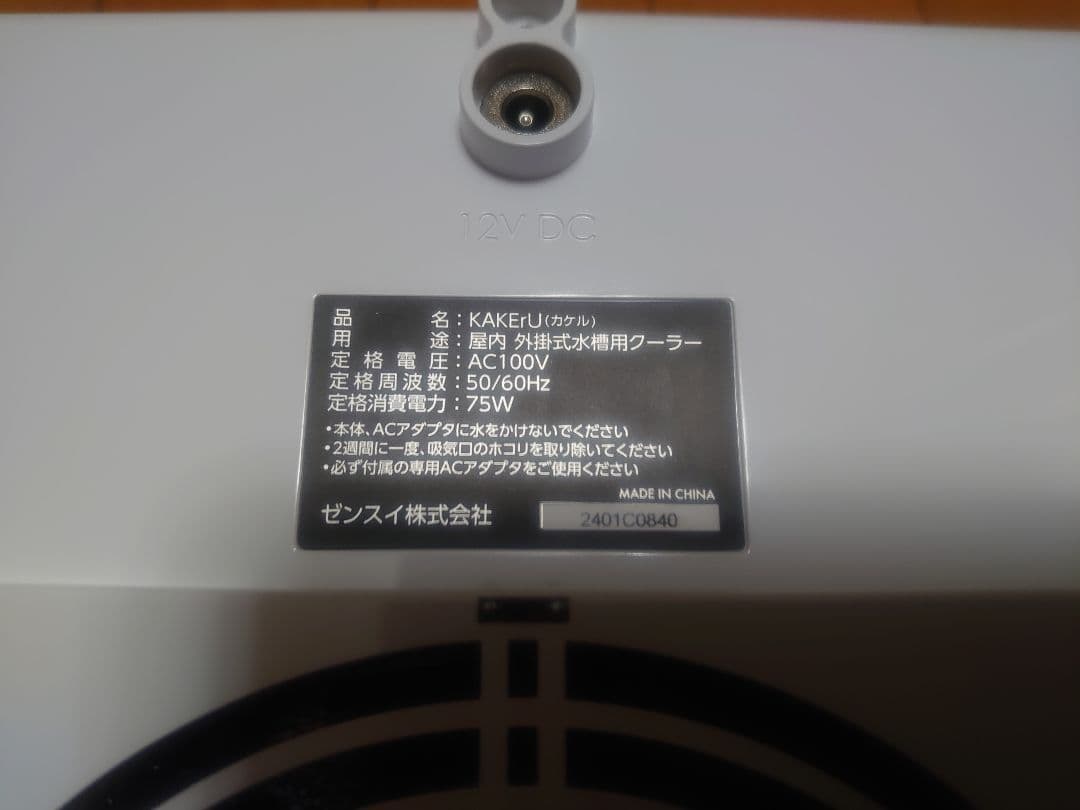 12V DC
品名：KAKErU(カケル)
用途：屋内 外掛式水槽用クーラー
定格電圧：AC100V
定格周波数：50/60Hz
定格消費電力：75W
・本体、ACアダプタに水をかけないでください
・2週間に一度、吸気口のホコリを取り除いてください
・必ず付属の専用ACアダプタをご使用ください
MADE IN CHINA
ゼンスイ株式会社 2401C0840